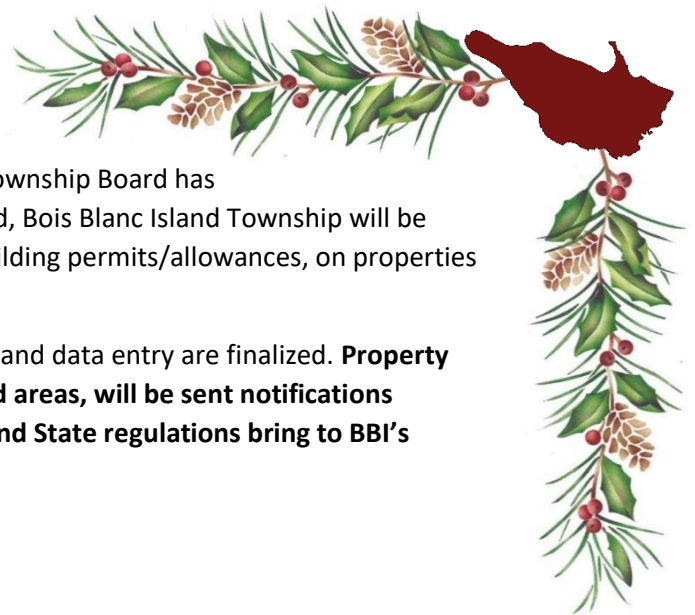 ownship Board has
d, Bois Blanc Island Township will be
ilding permits/allowances, on properties
and data entry are finalized. Property
d areas, will be sent notifications
nd State regulations bring to BBI’s